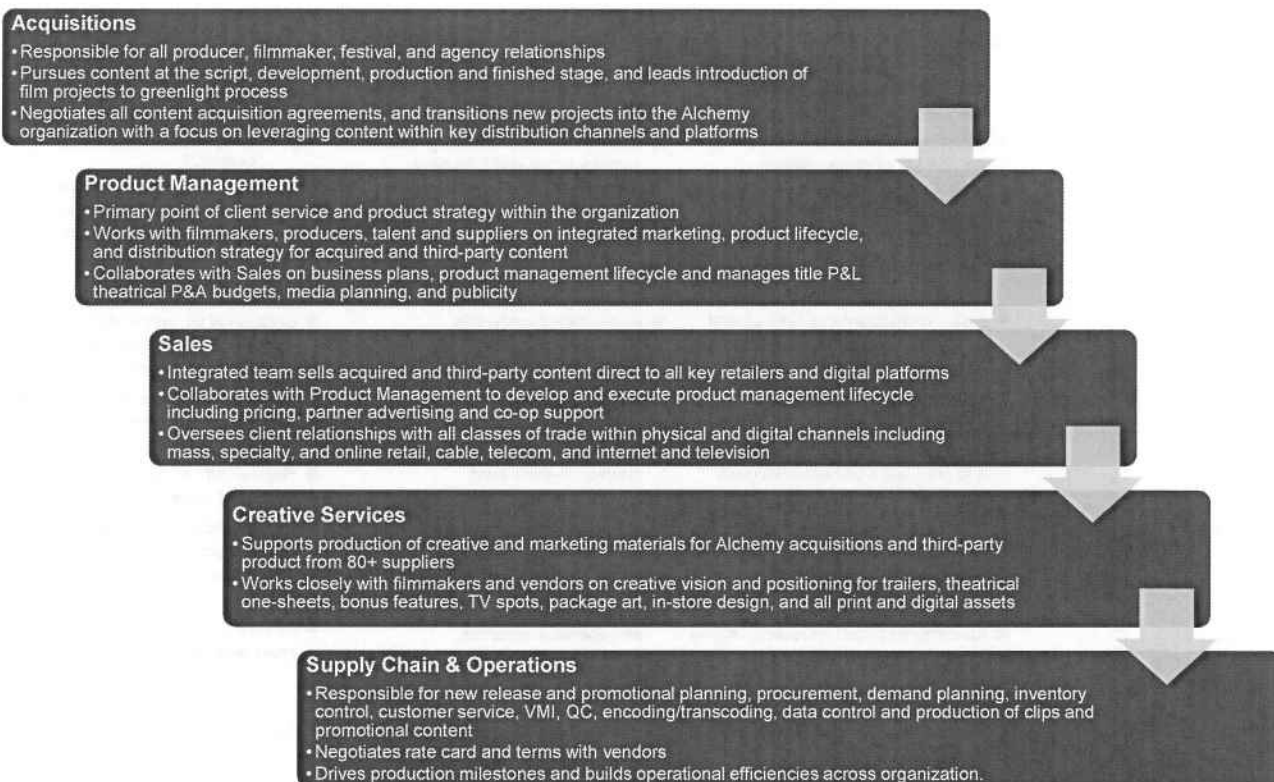 Acquisitions
•Responsible for all producer, filmmaker, festival, and agency relationships
•Pursues content at the script, development, production and finished stage, and leads introduction of
film projects to greenlight process
•Negotiates all content acquisition agreements, and transitions new projects into the Alchemy
organization with a focus on leveraging content within key distribution channels and platforms
Product Management
•Primary point of client service and product strategy within the organization
•Works with filmmakers, producers, talent and suppliers on integrated marketing, product lifecycle,
and distribution strategy for acquired and third-party content
•Collaborates with Sales on business plans, product management lifecycle and manages title P&L
theatrical P&A budgets, media planning, and publicity
Sales
•Integrated team sells acquired and third-party content direct to all key retailers and digital platforms
•Collaborates with Product Management to develop and execute product management lifecycle
including pricing, partner advertising and co-op support
•Oversees client relationships with all classes of trade within physical and digital channels including
mass, specialty, and online retail, cable, telecom, and internet and television
Creative Services
•Supports production of creative and marketing materials for Alchemy acquisitions and third-party
product from 80+ suppliers
•Works closely with filmmakers and vendors on creative vision and positioning for trailers, theatrical
one-sheets, bonus features, TV spots, package art, in-store design, and all print and digital assets
Supply Chain & Operations
•Responsible for new release and promotional planning, procurement, demand planning, inventory
control, customer service, VMI, QC, encoding/transcoding, data control and production of clips and
promotional content
•Negotiates rate card and terms with vendors
•Drives production milestones and builds operational efficiencies across organization.